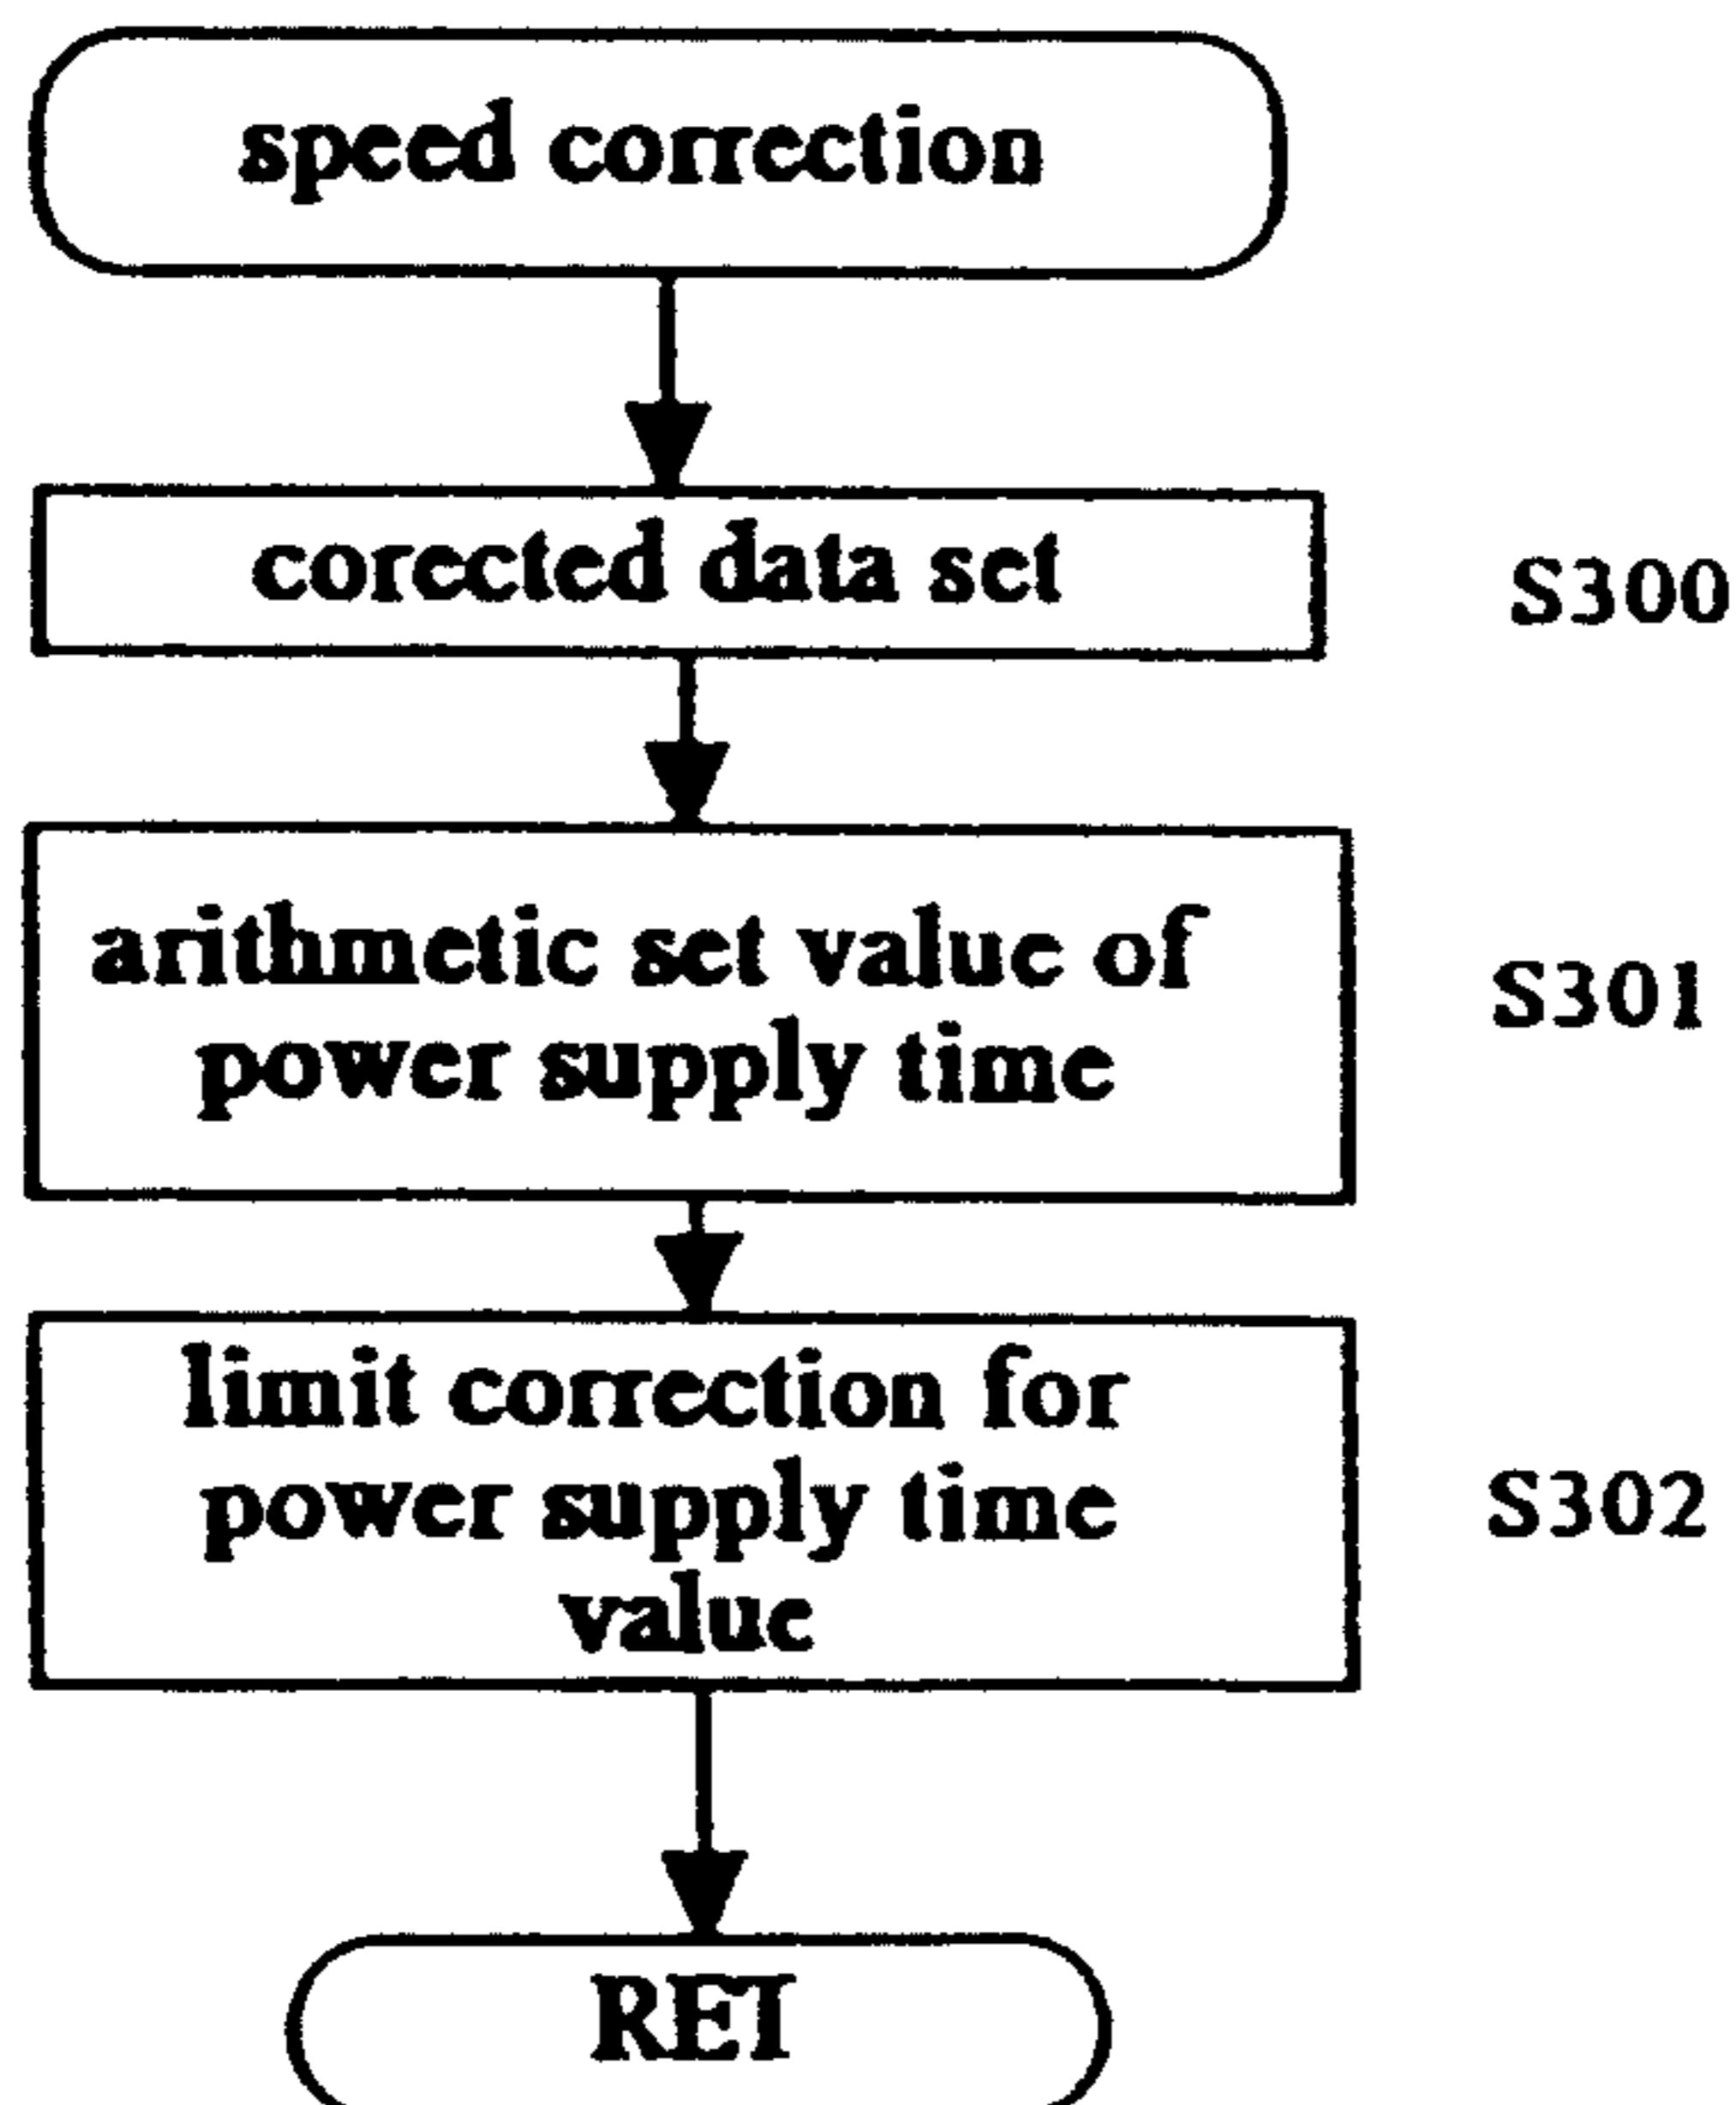 speed correction
corected data set
S300
arithmetic set value of
power supply time
S301
limit correction for
power supply time
value
S302
RET